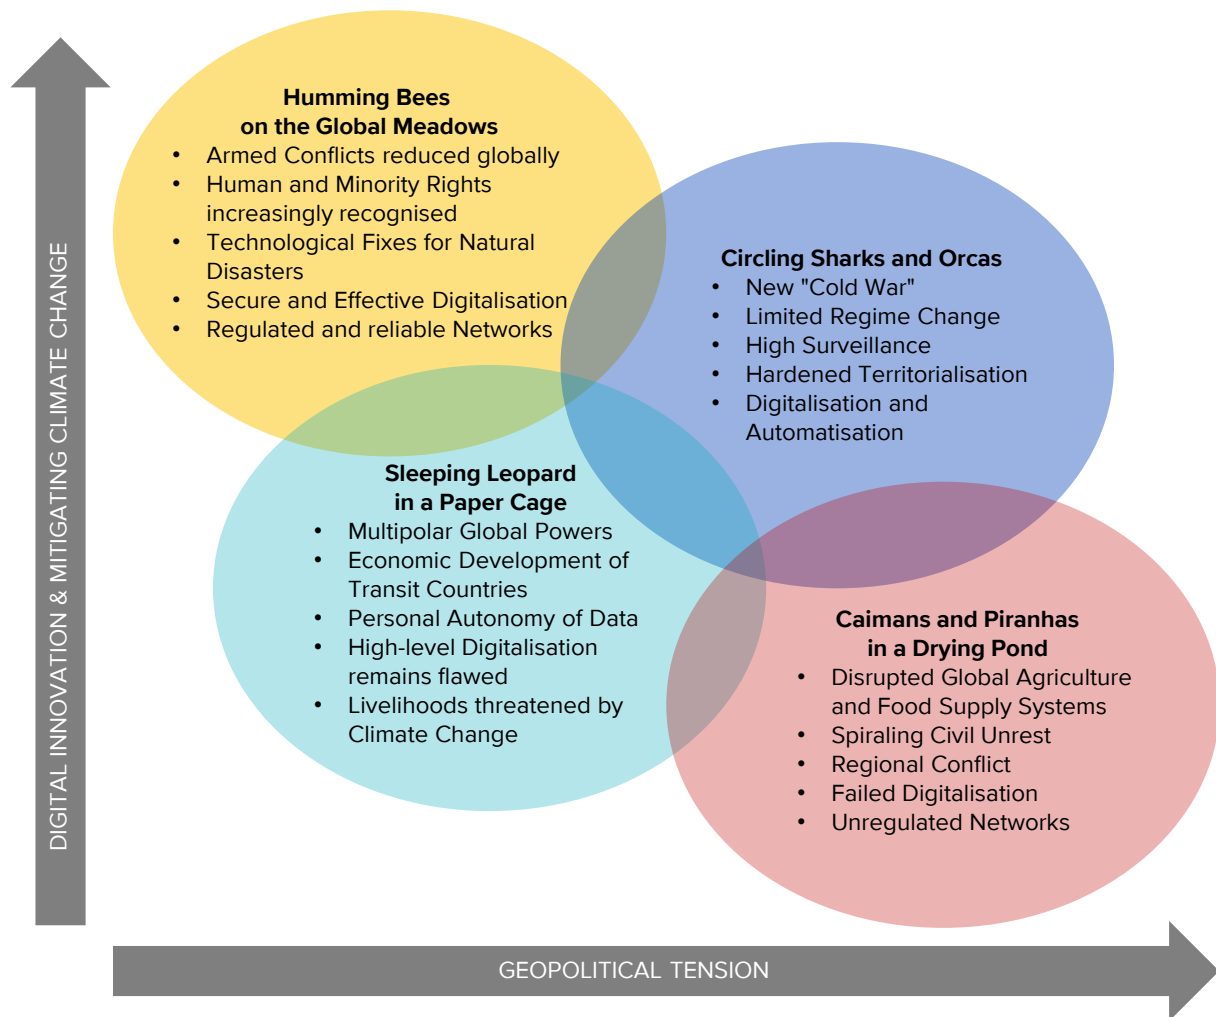 DIGITAL INNOVATION & MITIGATING CLIMATE CHANGE
Humming Bees
on the Global Meadows
• Armed Conflicts reduced globally
• Human and Minority Rights
increasingly recognised
• Technological Fixes for Natural
Disasters
• Secure and Effective Digitalisation
• Regulated and reliable Networks
Circling Sharks and Orcas
• New "Cold War"
• Limited Regime Change
• High Surveillance
• Hardened Territorialisation
• Digitalisation and
Automatisation
Sleeping Leopard
in a Paper Cage
• Multipolar Global Powers
• Economic Development of
Transit Countries
• Personal Autonomy of Data
• High-level Digitalisation
remains flawed
• Livelihoods threatened by
Climate Change
Caimans and Piranhas
in a Drying Pond
• Disrupted Global Agriculture
and Food Supply Systems
• Spiraling Civil Unrest
• Regional Conflict
• Failed Digitalisation
• Unregulated Networks
GEOPOLITICAL TENSION